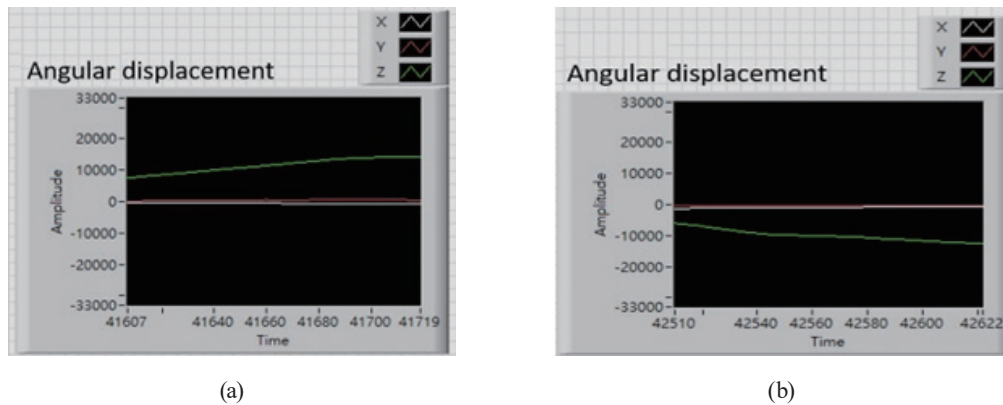 X
Y
Z
Angular displacement
33000
20000
10000
0
-10000
-20000
-33000
Amplitude
41607 41640 41660 41680 41700 41719
Time
(a)
X
Y
Z
Angular displacement
33000
20000
10000
0
-10000
-20000
-33000
Amplitude
42510 42540 42560 42580 42600 42622
Time
(b)